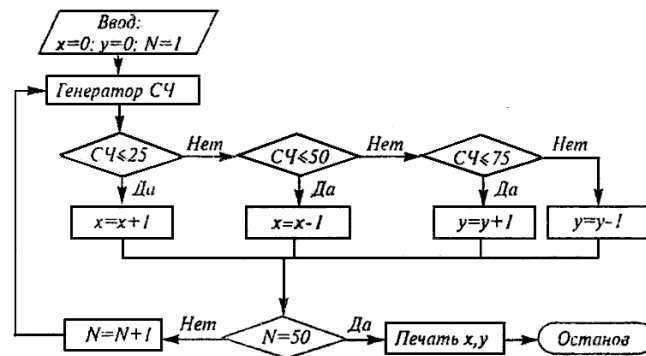 Ввод:
x=0; y=0; N=1
Генератор СЧ
СЧ≤25
Нет
СЧ≤50
Нет
СЧ≤75
Нет
Да
Да
Да
x=x+1
x=x-1
y=y+1
y=y-1
N=N+1
Нет
N=50
Да
Печать x,y
Останов